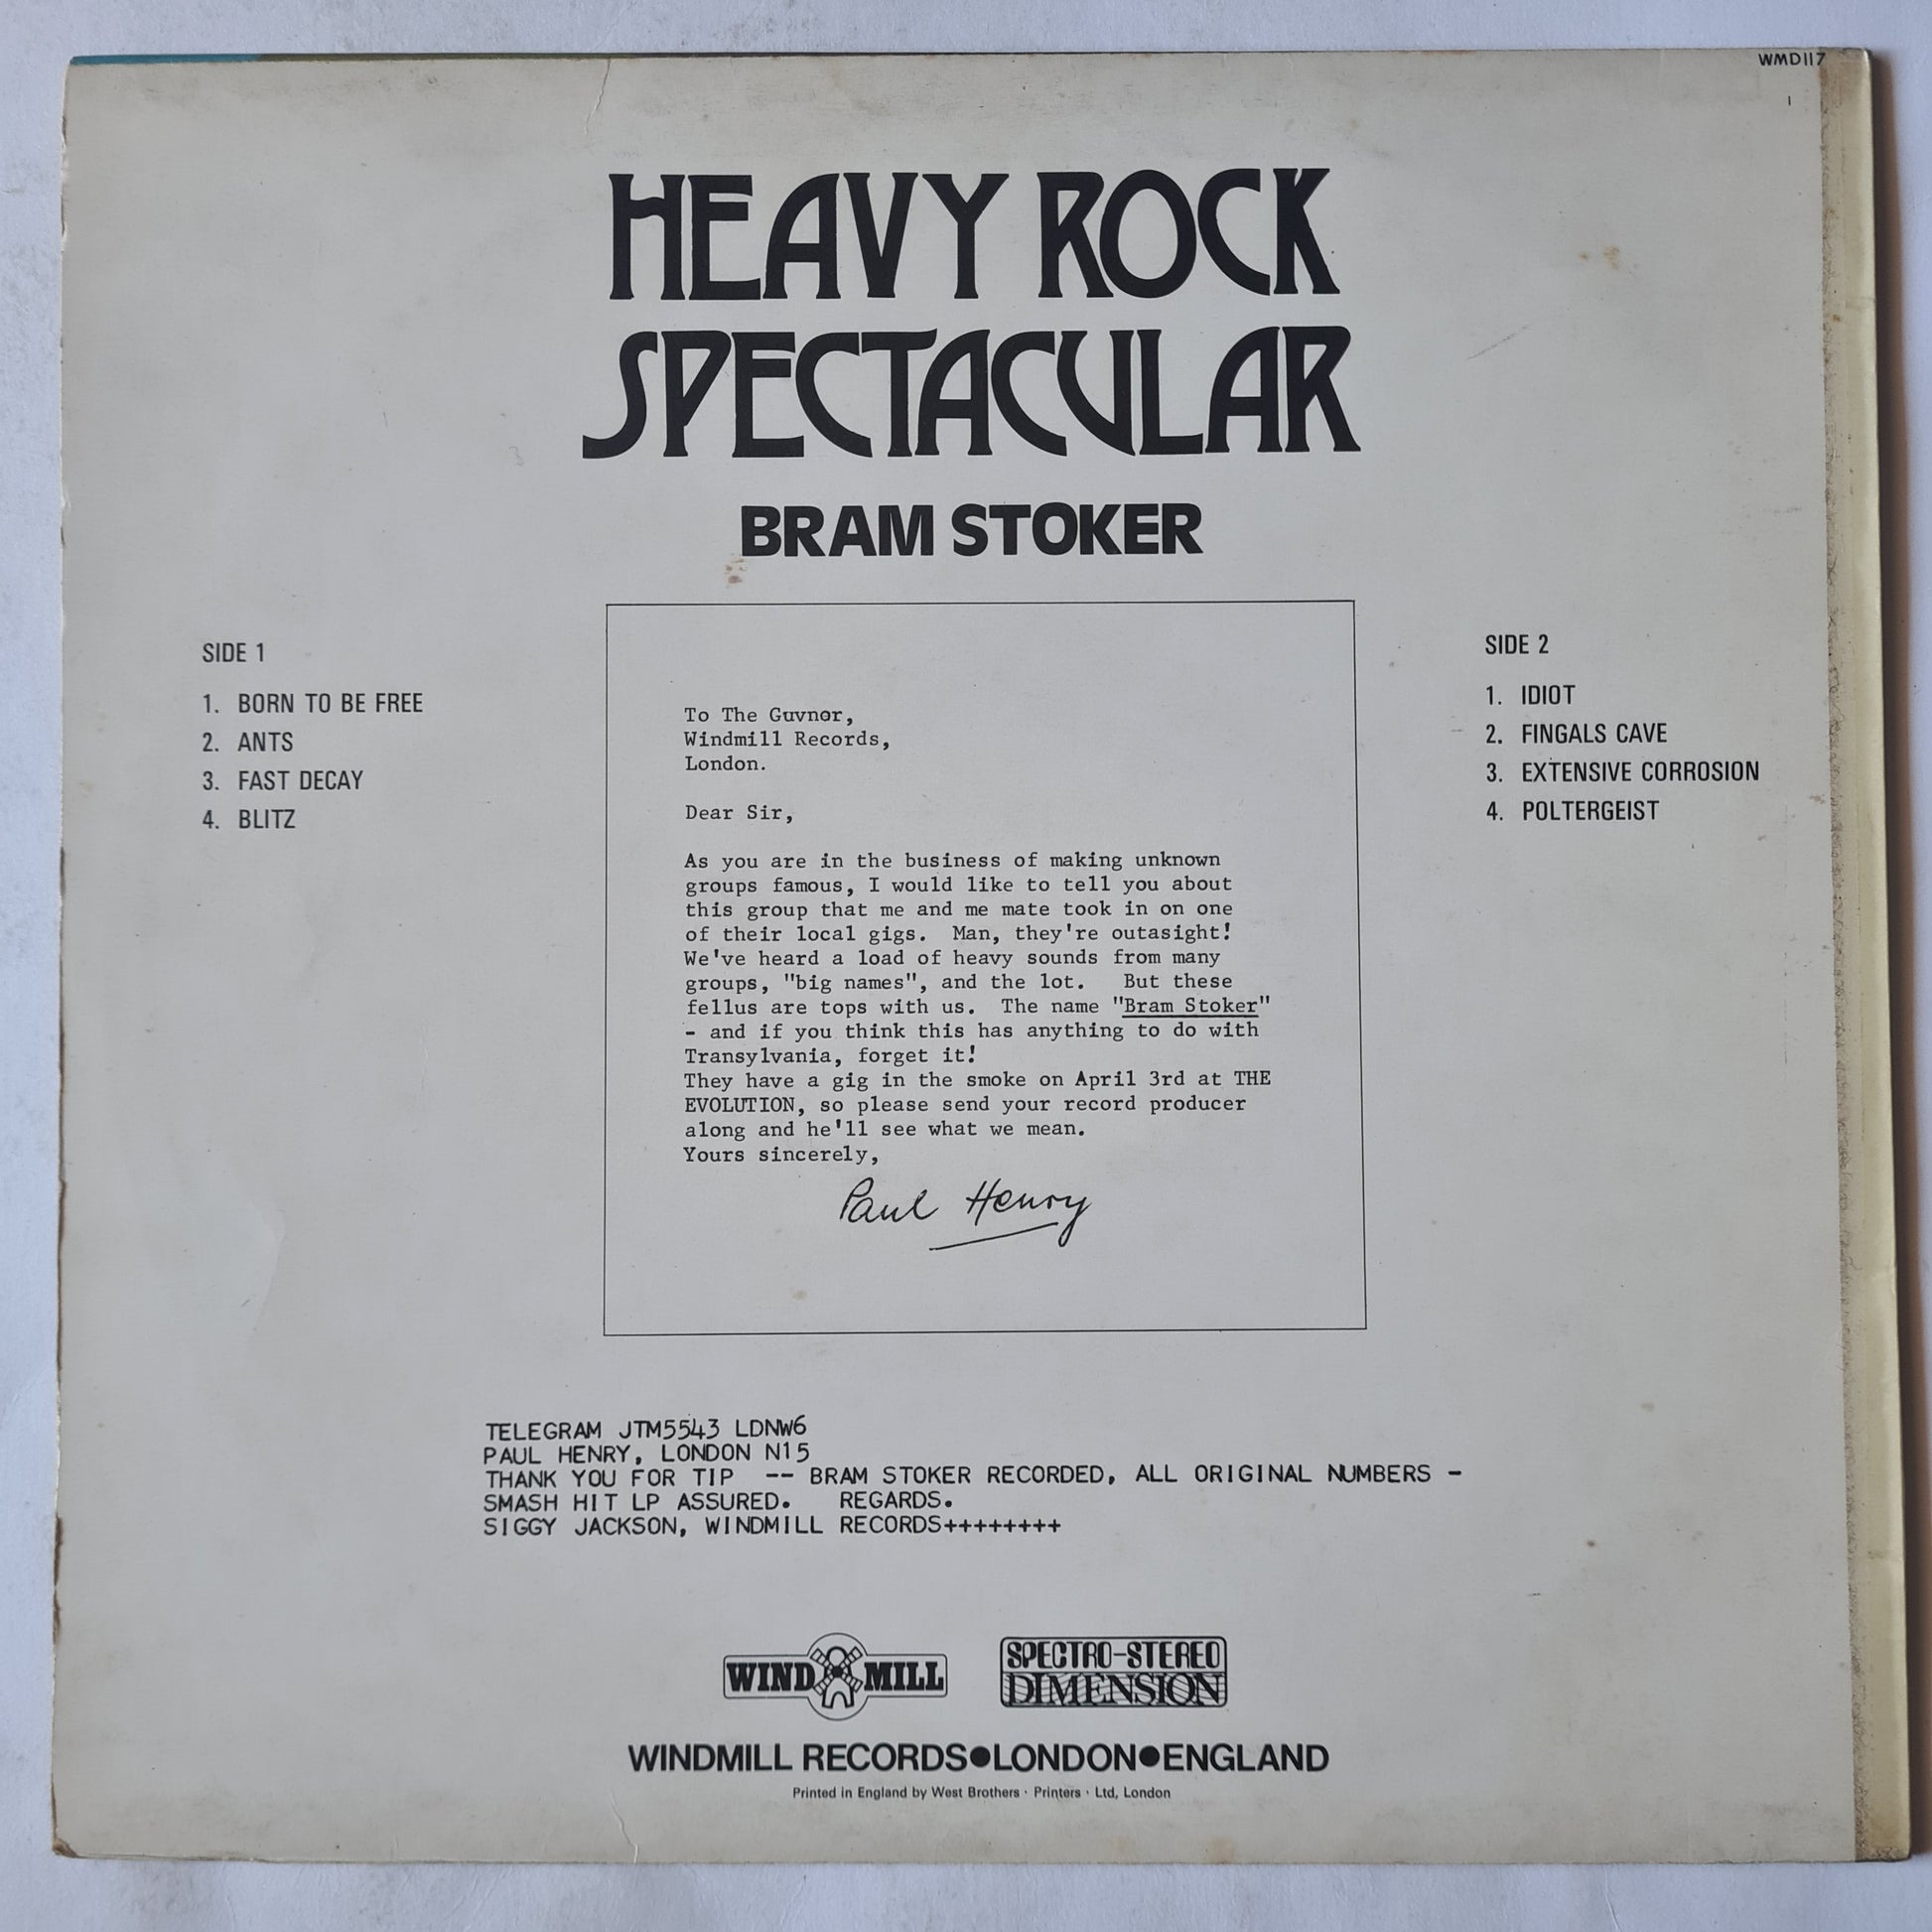 WMD117
HEAVY ROCK
SPECTACULAR
BRAM STOKER
SIDE 1
1. BORN TO BE FREE
2. ANTS
3. FAST DECAY
4. BLITZ
To The Guvnor,
Windmill Records,
London.
Dear Sir,
As you are in the business of making unknown
groups famous, I would like to tell you about
this group that me and me mate took in on one
of their local gigs. Man, they're outasight!
We've heard a load of heavy sounds from many
groups, "big names", and the lot. But these
fellus are tops with us. The name "Bram Stoker"
- and if you think this has anything to do with
Transylvania, forget it!
They have a gig in the smoke on April 3rd at THE
EVOLUTION, so please send your record producer
along and he'll see what we mean.
Yours sincerely,
Paul Henry
SIDE 2
1. IDIOT
2. FINGALS CAVE
3. EXTENSIVE CORROSION
4. POLTERGEIST
TELEGRAM JTM5543 LDNW6
PAUL HENRY, LONDON N15
THANK YOU FOR TIP -- BRAM STOKER RECORDED, ALL ORIGINAL NUMBERS -
SMASH HIT LP ASSURED. REGARDS.
SIGGY JACKSON, WINDMILL RECORDS++++++++
WINDMILL
SPECTRO-STEREO
DIMENSION
WINDMILL RECORDS●LONDON●ENGLAND
Printed in England by West Brothers · Printers · Ltd, London